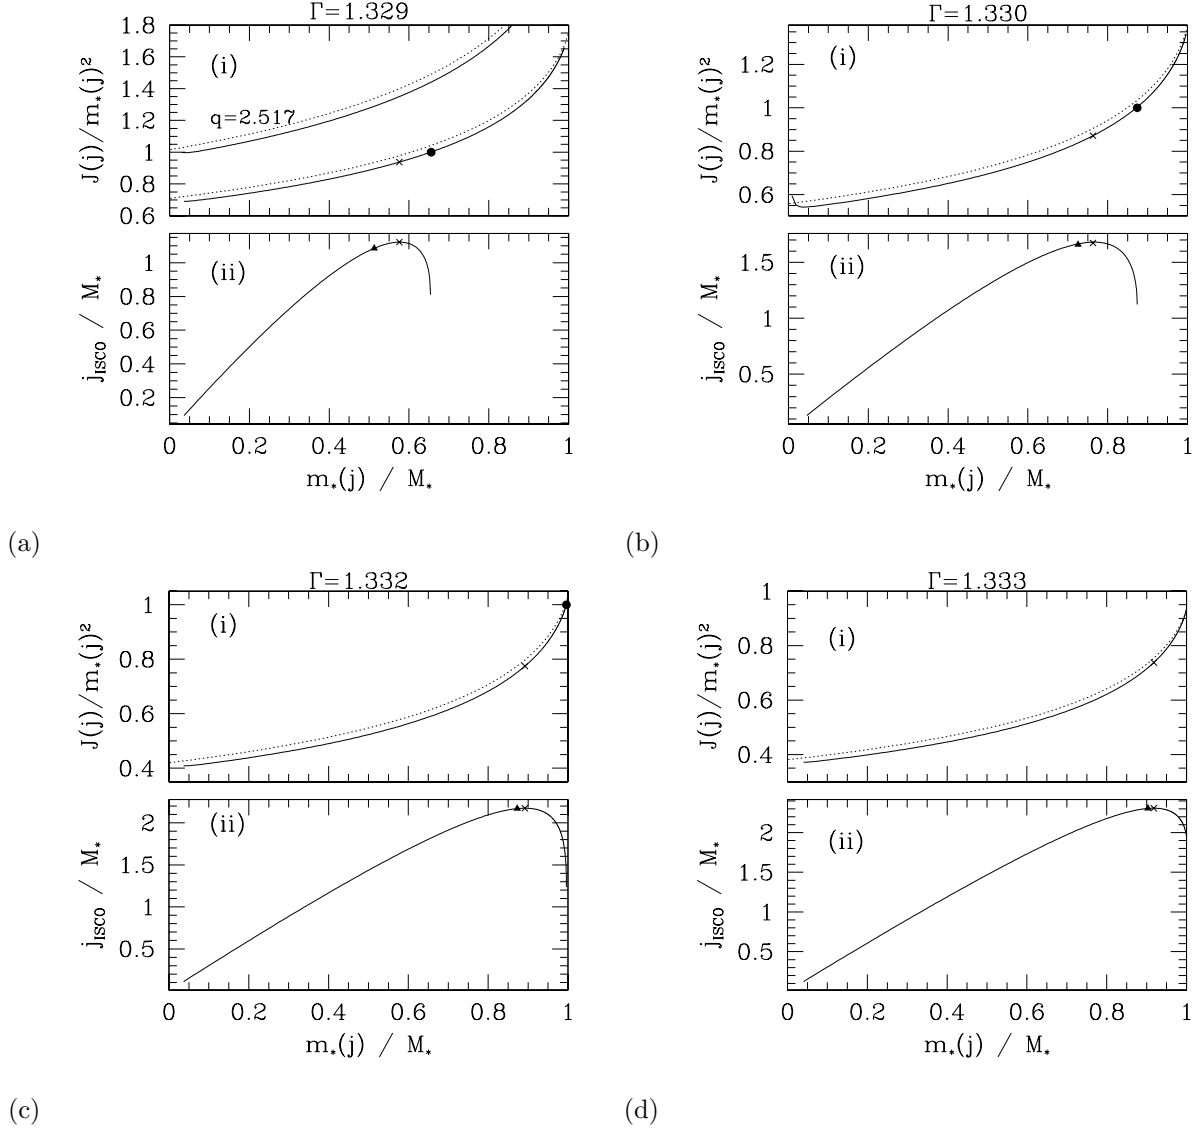 (a)
Γ=1.329
J(j)/m*(j)²
1.8
1.6
1.4
1.2
1
0.8
0.6
(i)
q=2.517
j_ISCO / M*
1
0.8
0.6
0.4
0.2
(ii)
0 0.2 0.4 0.6 0.8 1
m*(j) / M*
(b)
Γ=1.330
J(j)/m*(j)²
1.2
1
0.8
0.6
(i)
j_ISCO / M*
1.5
1
0.5
(ii)
0 0.2 0.4 0.6 0.8 1
m*(j) / M*
(c)
Γ=1.332
J(j)/m*(j)²
1
0.8
0.6
0.4
(i)
j_ISCO / M*
2
1.5
1
0.5
(ii)
0 0.2 0.4 0.6 0.8 1
m*(j) / M*
(d)
Γ=1.333
J(j)/m*(j)²
1
0.8
0.6
0.4
(i)
j_ISCO / M*
2
1.5
1
0.5
(ii)
0 0.2 0.4 0.6 0.8 1
m*(j) / M*